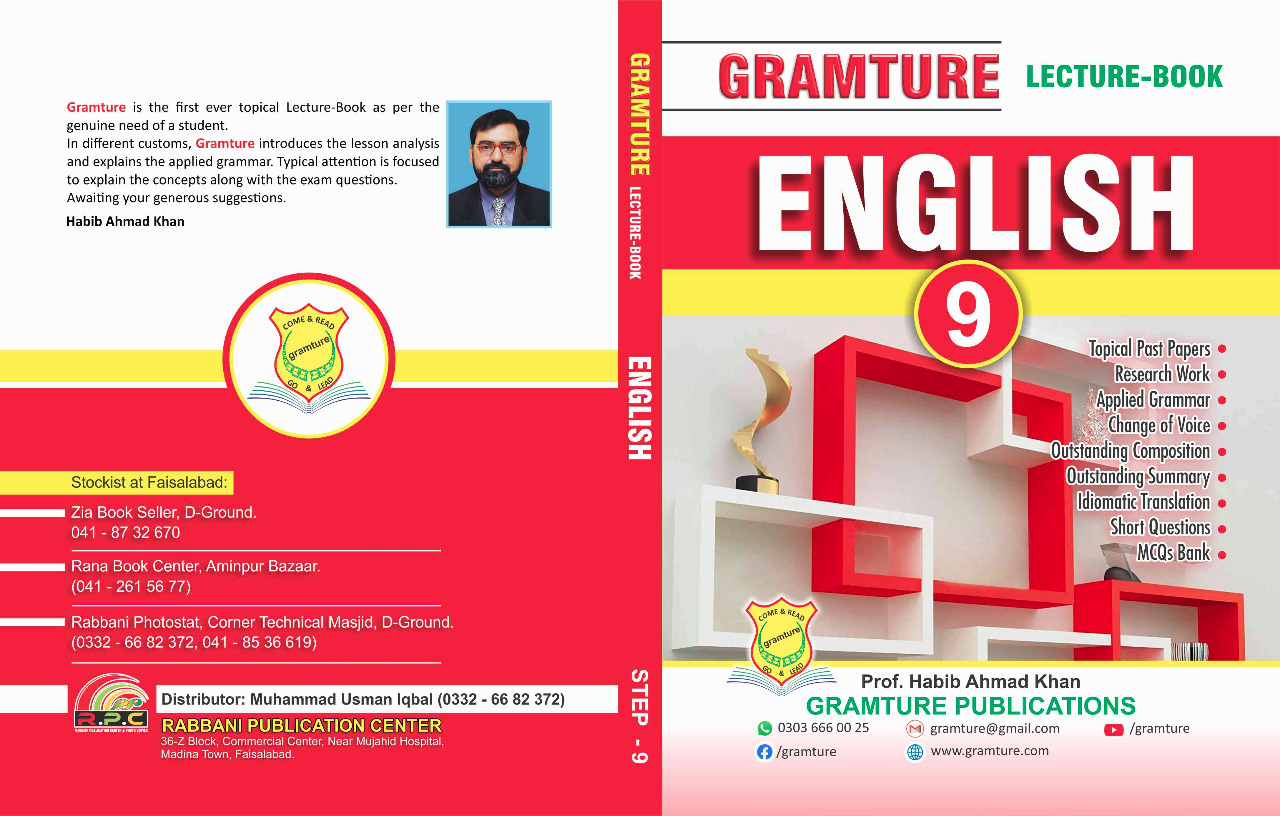 Gramture is the first ever topical Lecture-Book as per the
genuine need of a student.
In different customs, Gramture introduces the lesson analysis
and explains the applied grammar. Typical attention is focused
to explain the concepts along with the exam questions.
Awaiting your generous suggestions.
Habib Ahmad Khan
COME & READ
gramture
GO & LEAD
Stockist at Faisalabad:
Zia Book Seller, D-Ground.
041 - 87 32 670
Rana Book Center, Aminpur Bazaar.
(041 - 261 56 77)
Rabbani Photostat, Corner Technical Masjid, D-Ground.
(0332 - 66 82 372, 041 - 85 36 619)
R.P.C
RABBANI PUBLICATION CENTER & PHOTO COPIER
Distributor: Muhammad Usman Iqbal (0332 - 66 82 372)
RABBANI PUBLICATION CENTER
36-Z Block, Commercial Center, Near Mujahid Hospital,
Madina Town, Faisalabad.
GRAMTURE LECTURE-BOOK
ENGLISH
STEP - 9
GRAMTURE LECTURE-BOOK
ENGLISH
9
Topical Past Papers
Research Work
Applied Grammar
Change of Voice
Outstanding Composition
Outstanding Summary
Idiomatic Translation
Short Questions
MCQs Bank
COME & READ
gramture
GO & LEAD
Prof. Habib Ahmad Khan
GRAMTURE PUBLICATIONS
0303 666 00 25 gramture@gmail.com /gramture
/gramture www.gramture.com